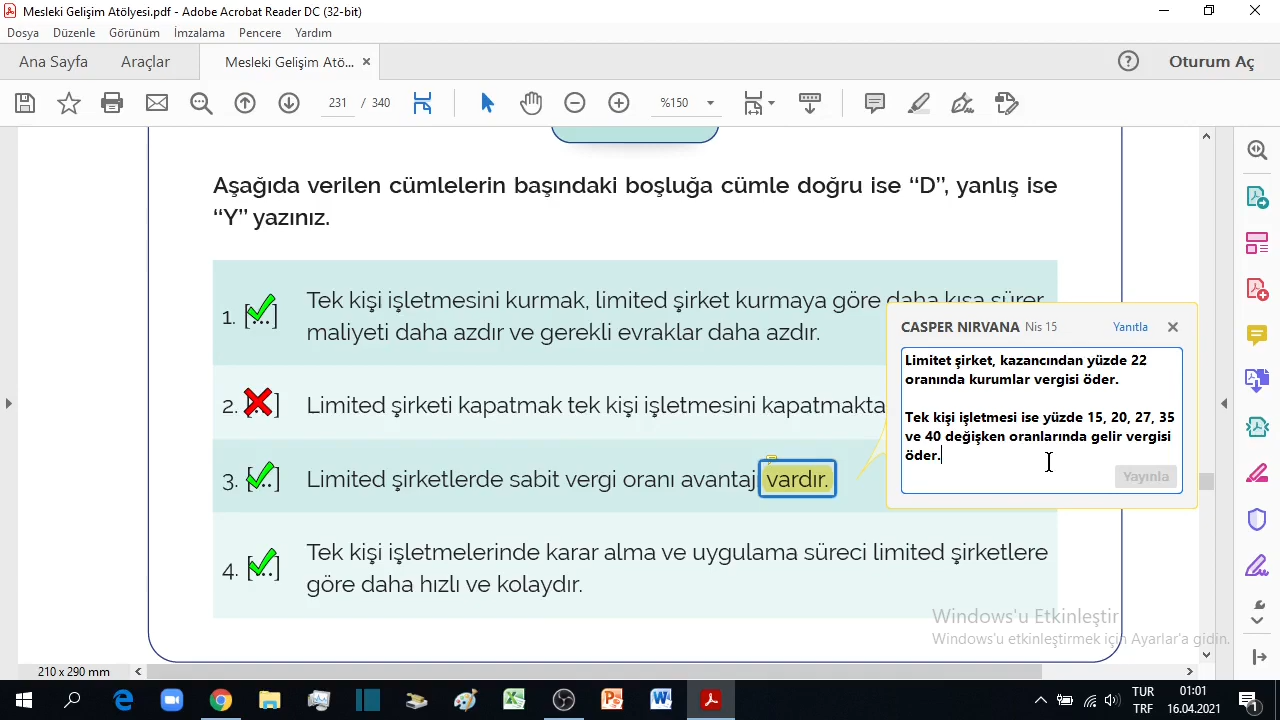 Mesleki Gelişim Atölyesi.pdf - Adobe Acrobat Reader DC (32-bit)
Dosya Düzenle Görünüm İmzalama Pencere Yardım
Ana Sayfa Araçlar Mesleki Gelişim Atö... × Oturum Aç
231 / 340 %150
Aşağıda verilen cümlelerin başındaki boşluğa cümle doğru ise “D”, yanlış ise
“Y” yazınız.
1. [...] Tek kişi işletmesini kurmak, limited şirket kurmaya göre daha kısa sürer
maliyeti daha azdır ve gerekli evraklar daha azdır.
2. [...] Limited şirketi kapatmak tek kişi işletmesini kapatmakta
3. [...] Limited şirketlerde sabit vergi oranı avantajı vardır.
4. [...] Tek kişi işletmelerinde karar alma ve uygulama süreci limited şirketlere
göre daha hızlı ve kolaydır.
CASPER NIRVANA Nis 15 Yanıtla
Limitet şirket, kazancından yüzde 22
oranında kurumlar vergisi öder.
Tek kişi işletmesi ise yüzde 15, 20, 27, 35
ve 40 değişken oranlarında gelir vergisi
öder.
Yayınla
Windows'u Etkinleştir
Windows'u etkinleştirmek için Ayarlar'a gidin.
210 x 290 mm
TUR 01:01
TRF 16.04.2021 1